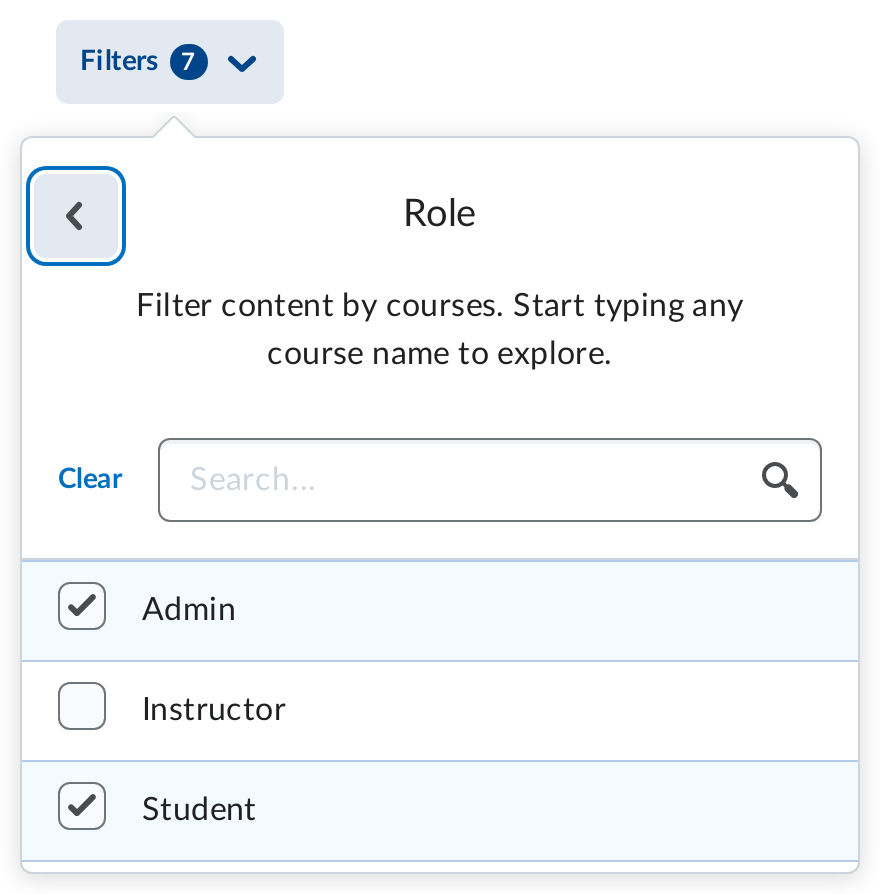 Filters 7
Role
Filter content by courses. Start typing any
course name to explore.
Clear Search...
Admin
Instructor
Student